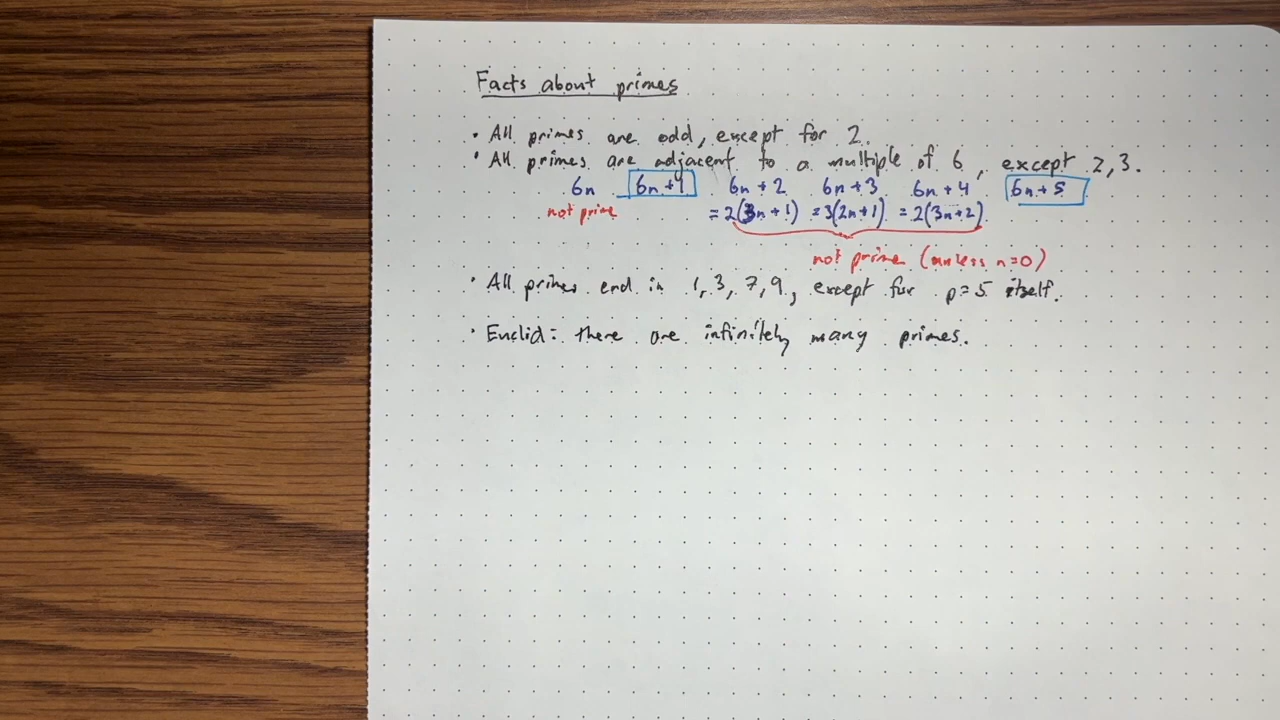 Facts about primes
• All primes are odd, except for 2.
• All primes are adjacent to a multiple of 6, except 2, 3.
6n 6n+4 6n+2 6n+3 6n+4 6n+5
not prime =2(3n+1) =3(2n+1) =2(3n+2)
not prime (unless n=0)
• All primes end in 1, 3, 7, 9, except for p=5 itself.
• Euclid: there are infinitely many primes.